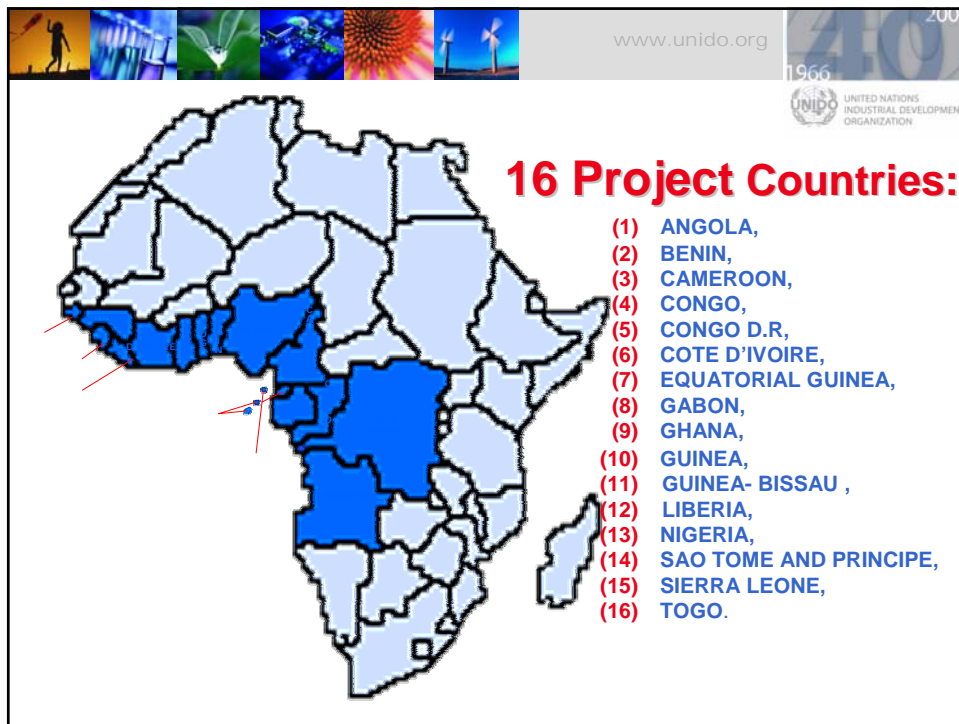 www.unido.org
200
40
1966
UNIDO
UNITED NATIONS
INDUSTRIAL DEVELOPMEN
ORGANIZATION
16 Project Countries:
(1) ANGOLA,
(2) BENIN,
(3) CAMEROON,
(4) CONGO,
(5) CONGO D.R,
(6) COTE D'IVOIRE,
(7) EQUATORIAL GUINEA,
(8) GABON,
(9) GHANA,
(10) GUINEA,
(11) GUINEA- BISSAU ,
(12) LIBERIA,
(13) NIGERIA,
(14) SAO TOME AND PRINCIPE,
(15) SIERRA LEONE,
(16) TOGO.